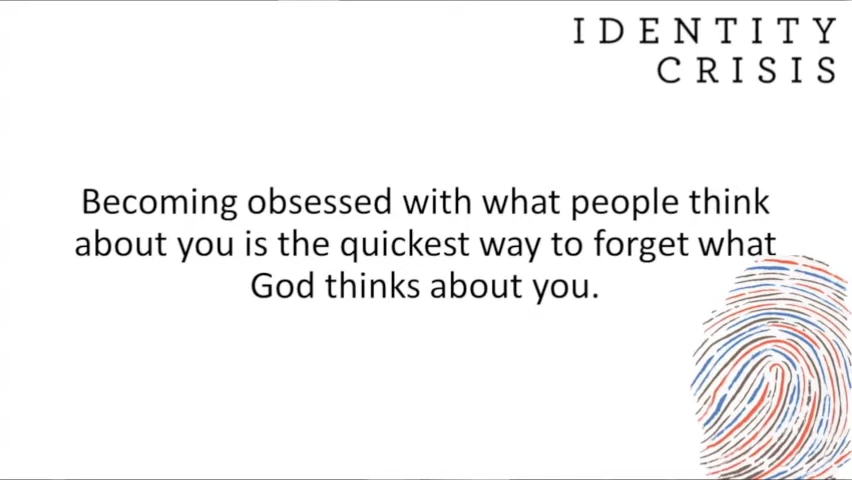 IDENTITY
CRISIS
Becoming obsessed with what people think
about you is the quickest way to forget what
God thinks about you.